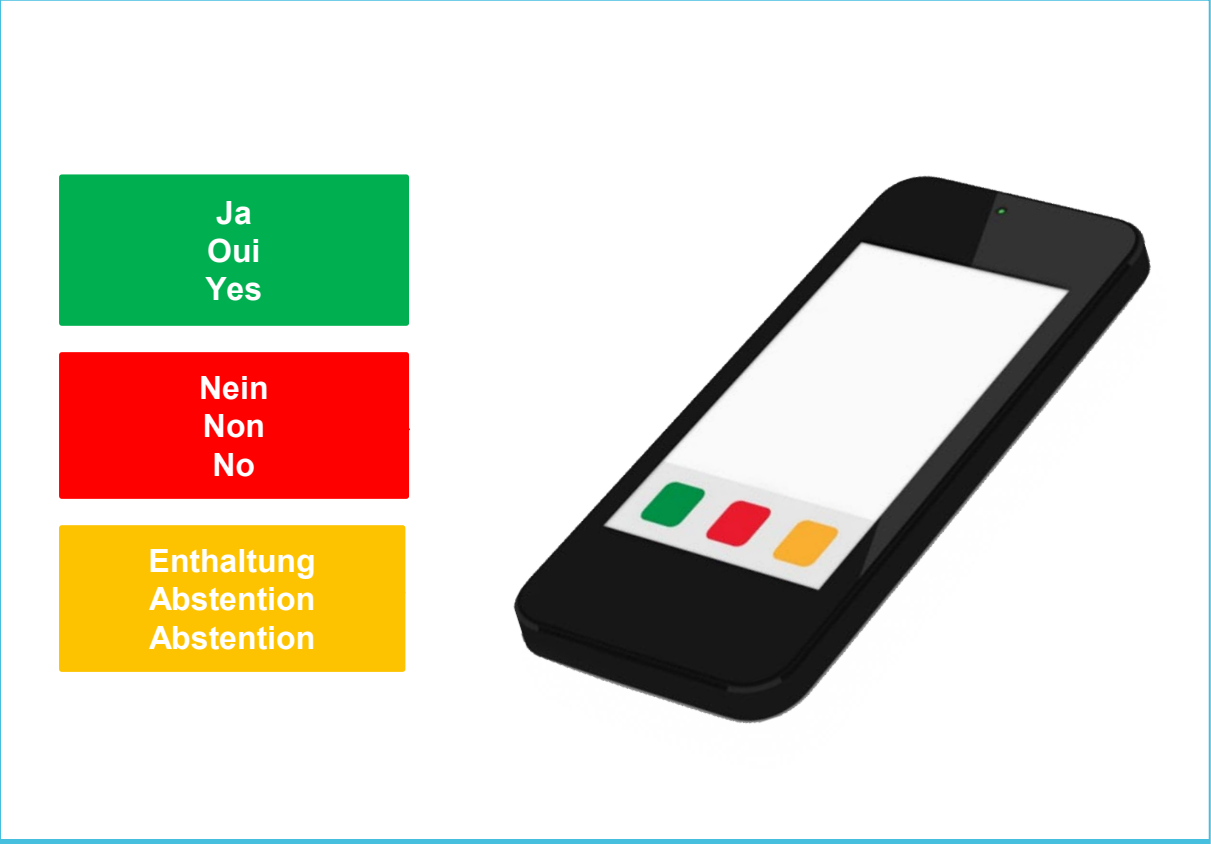 Ja
Oui
Yes
Nein
Non
No
Enthaltung
Abstention
Abstention